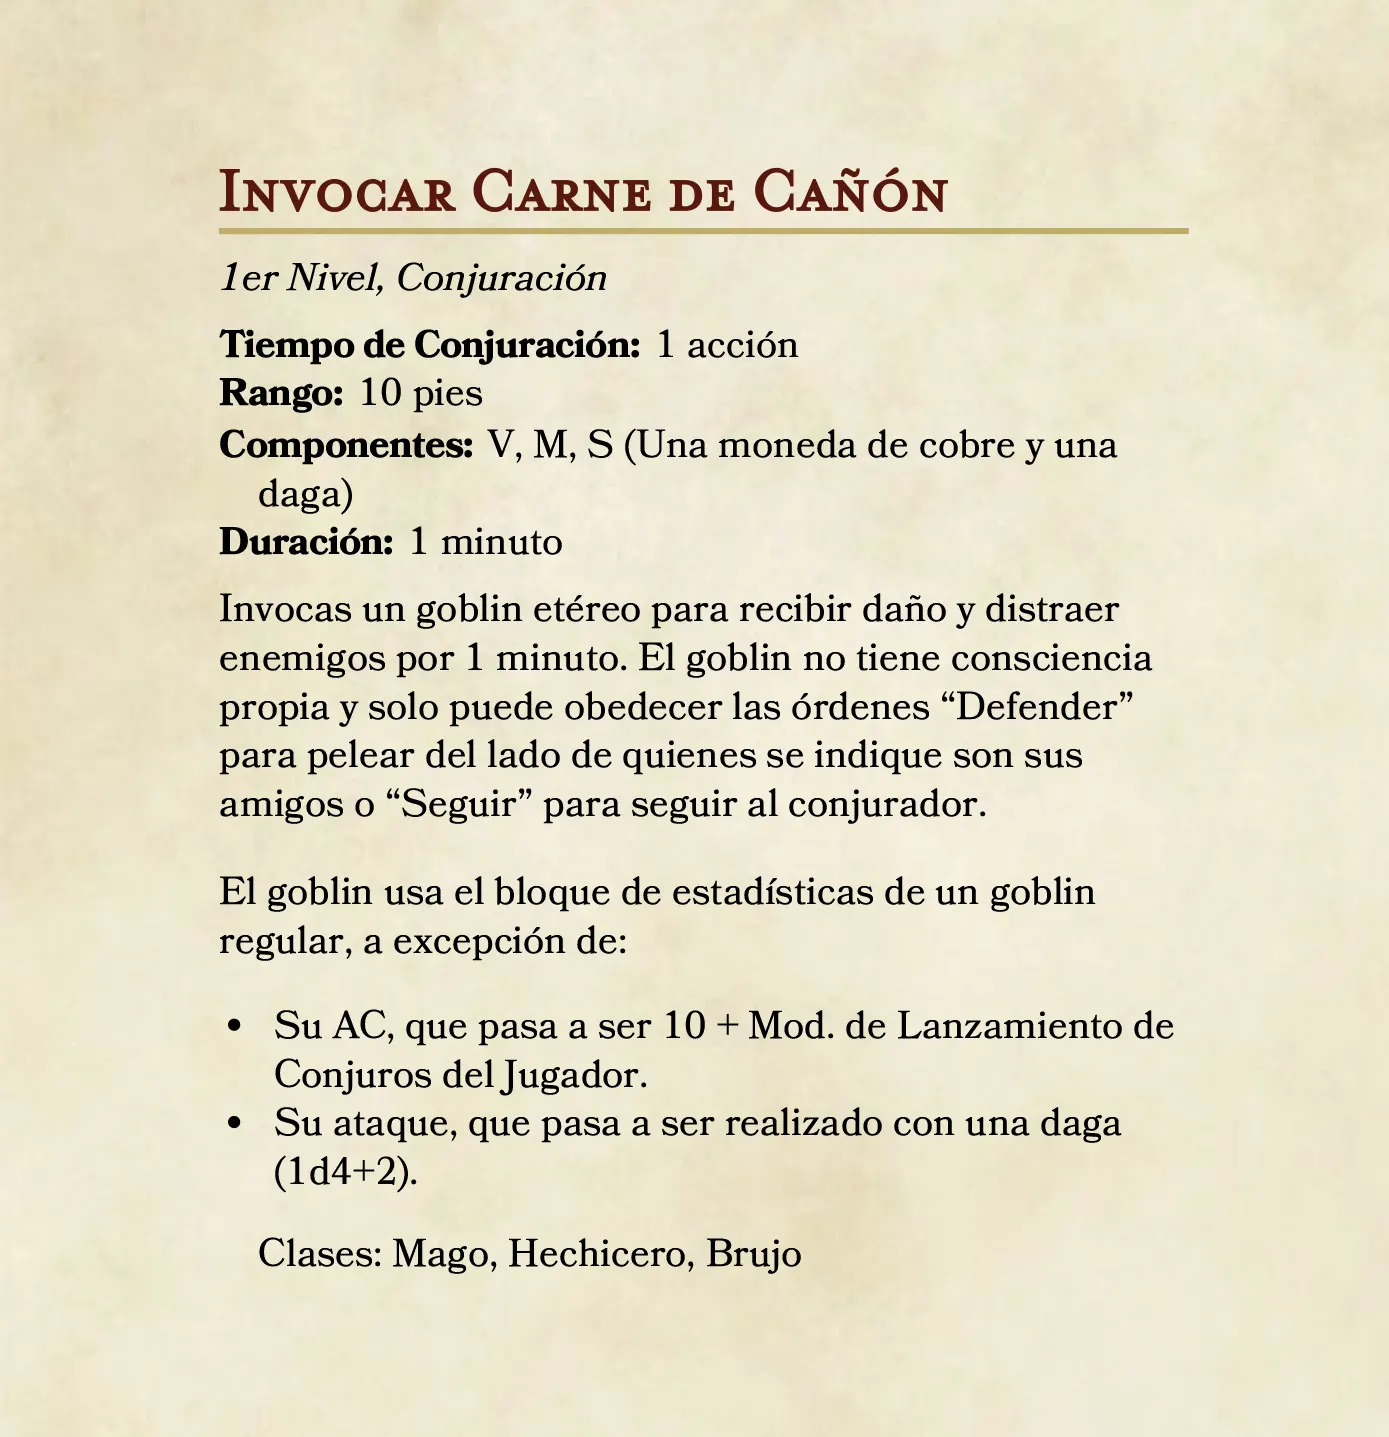 Invocar Carne de Cañón
1er Nivel, Conjuración
Tiempo de Conjuración: 1 acción
Rango: 10 pies
Componentes: V, M, S (Una moneda de cobre y una
daga)
Duración: 1 minuto
Invocas un goblin etéreo para recibir daño y distraer
enemigos por 1 minuto. El goblin no tiene consciencia
propia y solo puede obedecer las órdenes “Defender”
para pelear del lado de quienes se indique son sus
amigos o “Seguir” para seguir al conjurador.
El goblin usa el bloque de estadísticas de un goblin
regular, a excepción de:
• Su AC, que pasa a ser 10 + Mod. de Lanzamiento de
Conjuros del Jugador.
• Su ataque, que pasa a ser realizado con una daga
(1d4+2).
Clases: Mago, Hechicero, Brujo